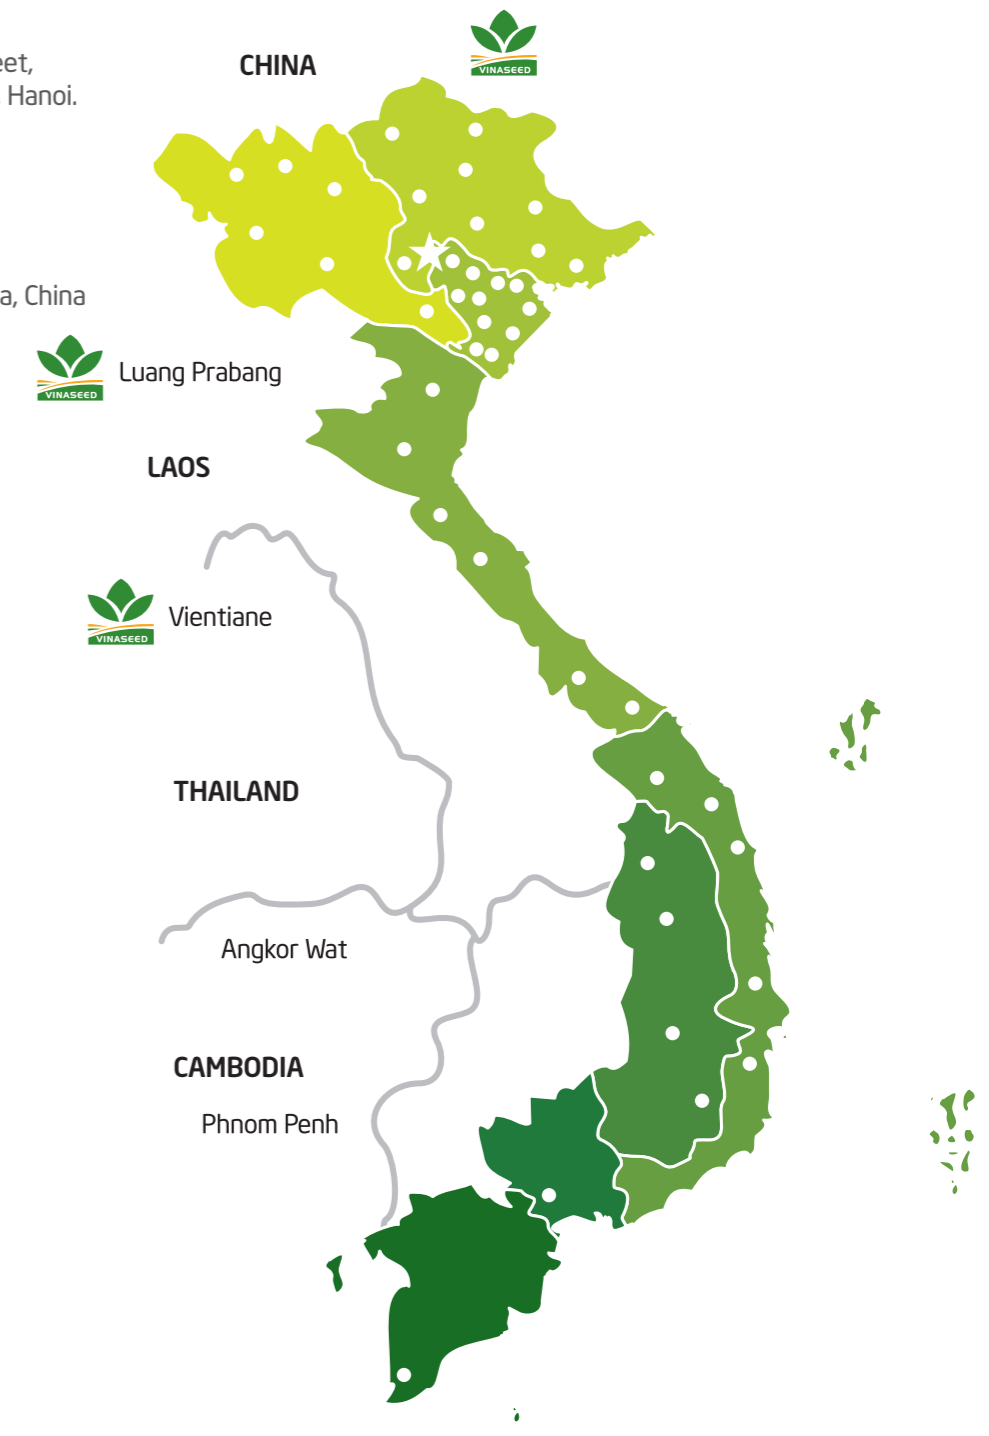 eet,
Hanoi.
CHINA
VINASEED
a, China
VINASEED
Luang Prabang
LAOS
VINASEED
Vientiane
THAILAND
Angkor Wat
CAMBODIA
Phnom Penh